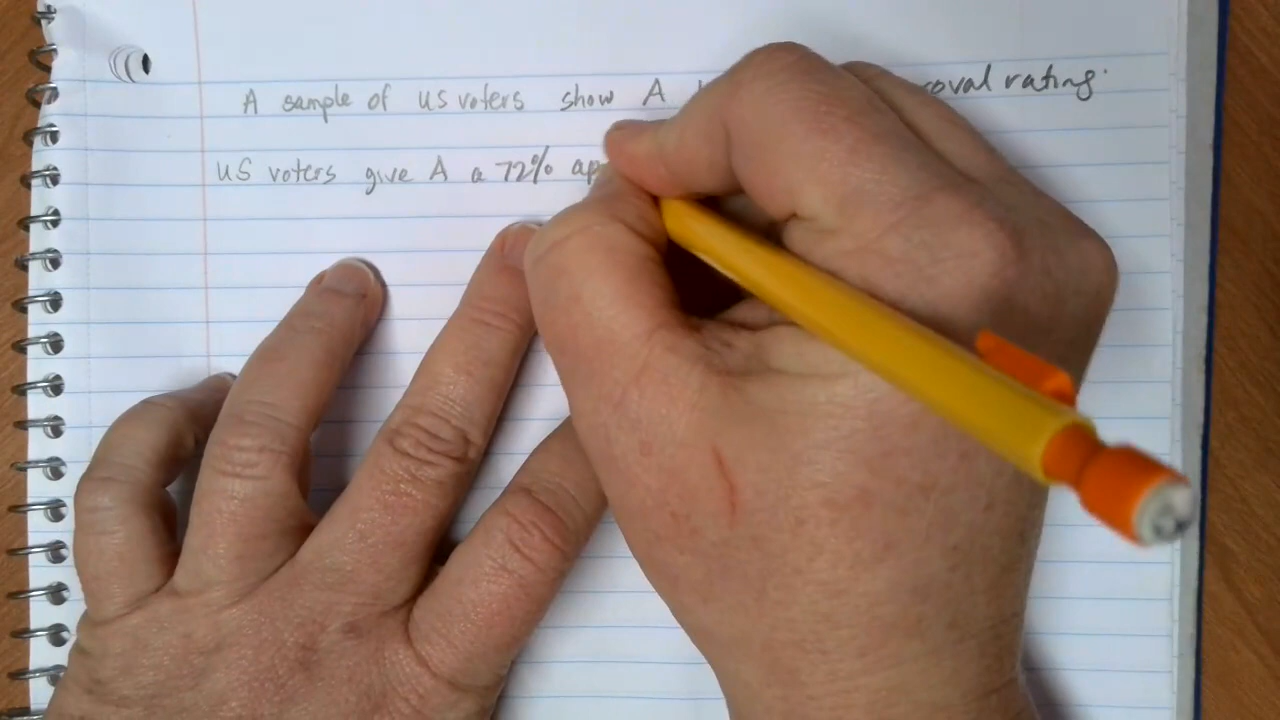 A sample of US voters show A roval rating.
US voters give A a 72% ap